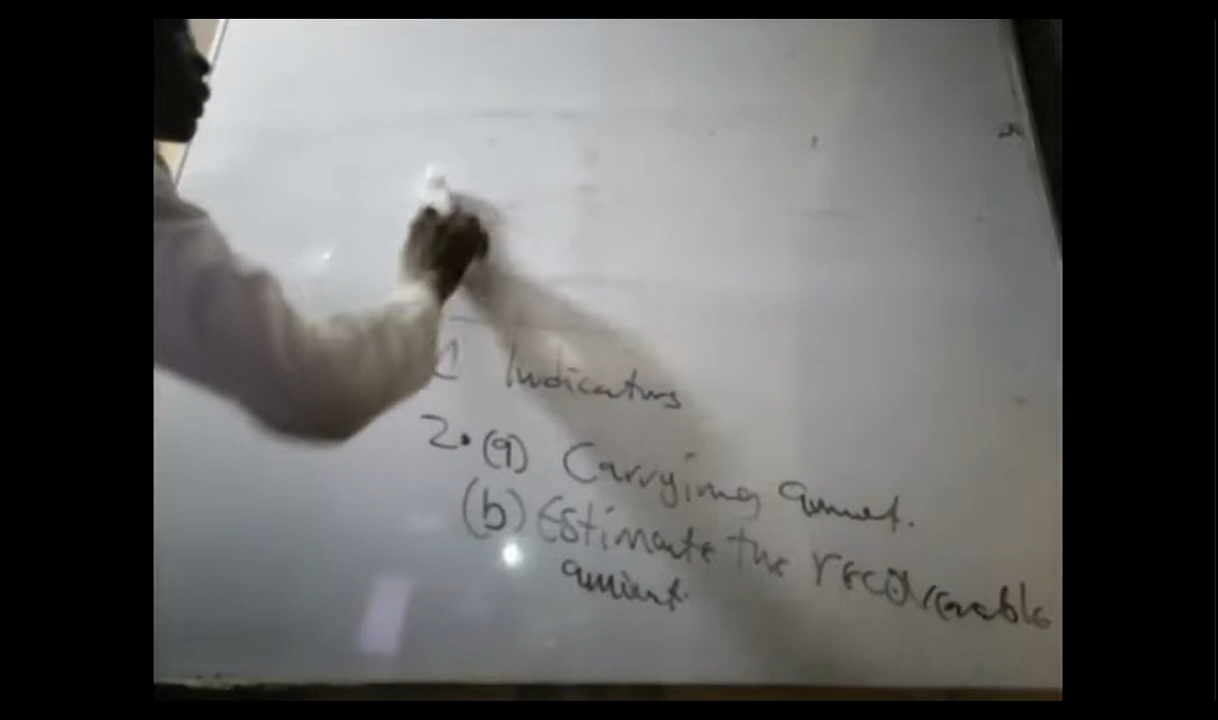 1 Indicators
2. (a) Carrying amount.
(b) Estimate the recoverable
amount.